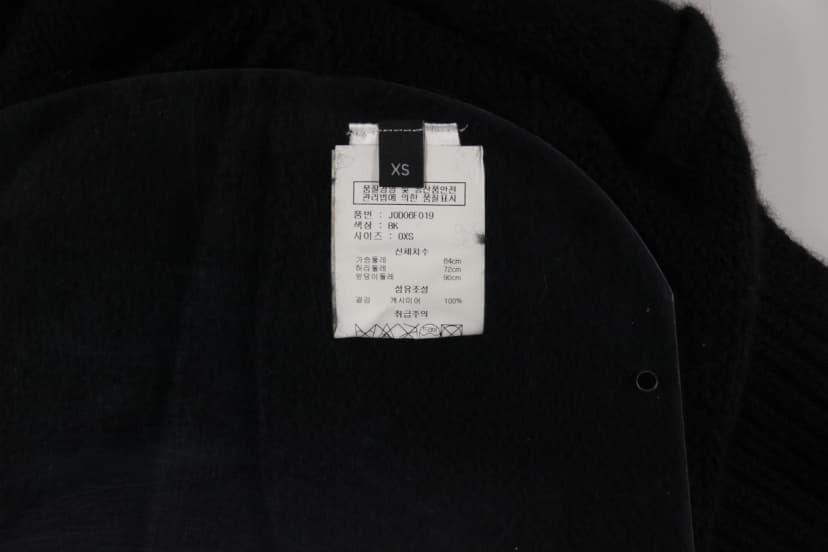 XS
품질경영 및 공산품안전
관리법에 의한 품질표시
품번 : J0D06F019
색상 : BK
사이즈 : 0XS
신체치수
가슴둘레 84cm
허리둘레 72cm
엉덩이둘레 90cm
섬유조성
겉감 캐시미어 100%
취급주의